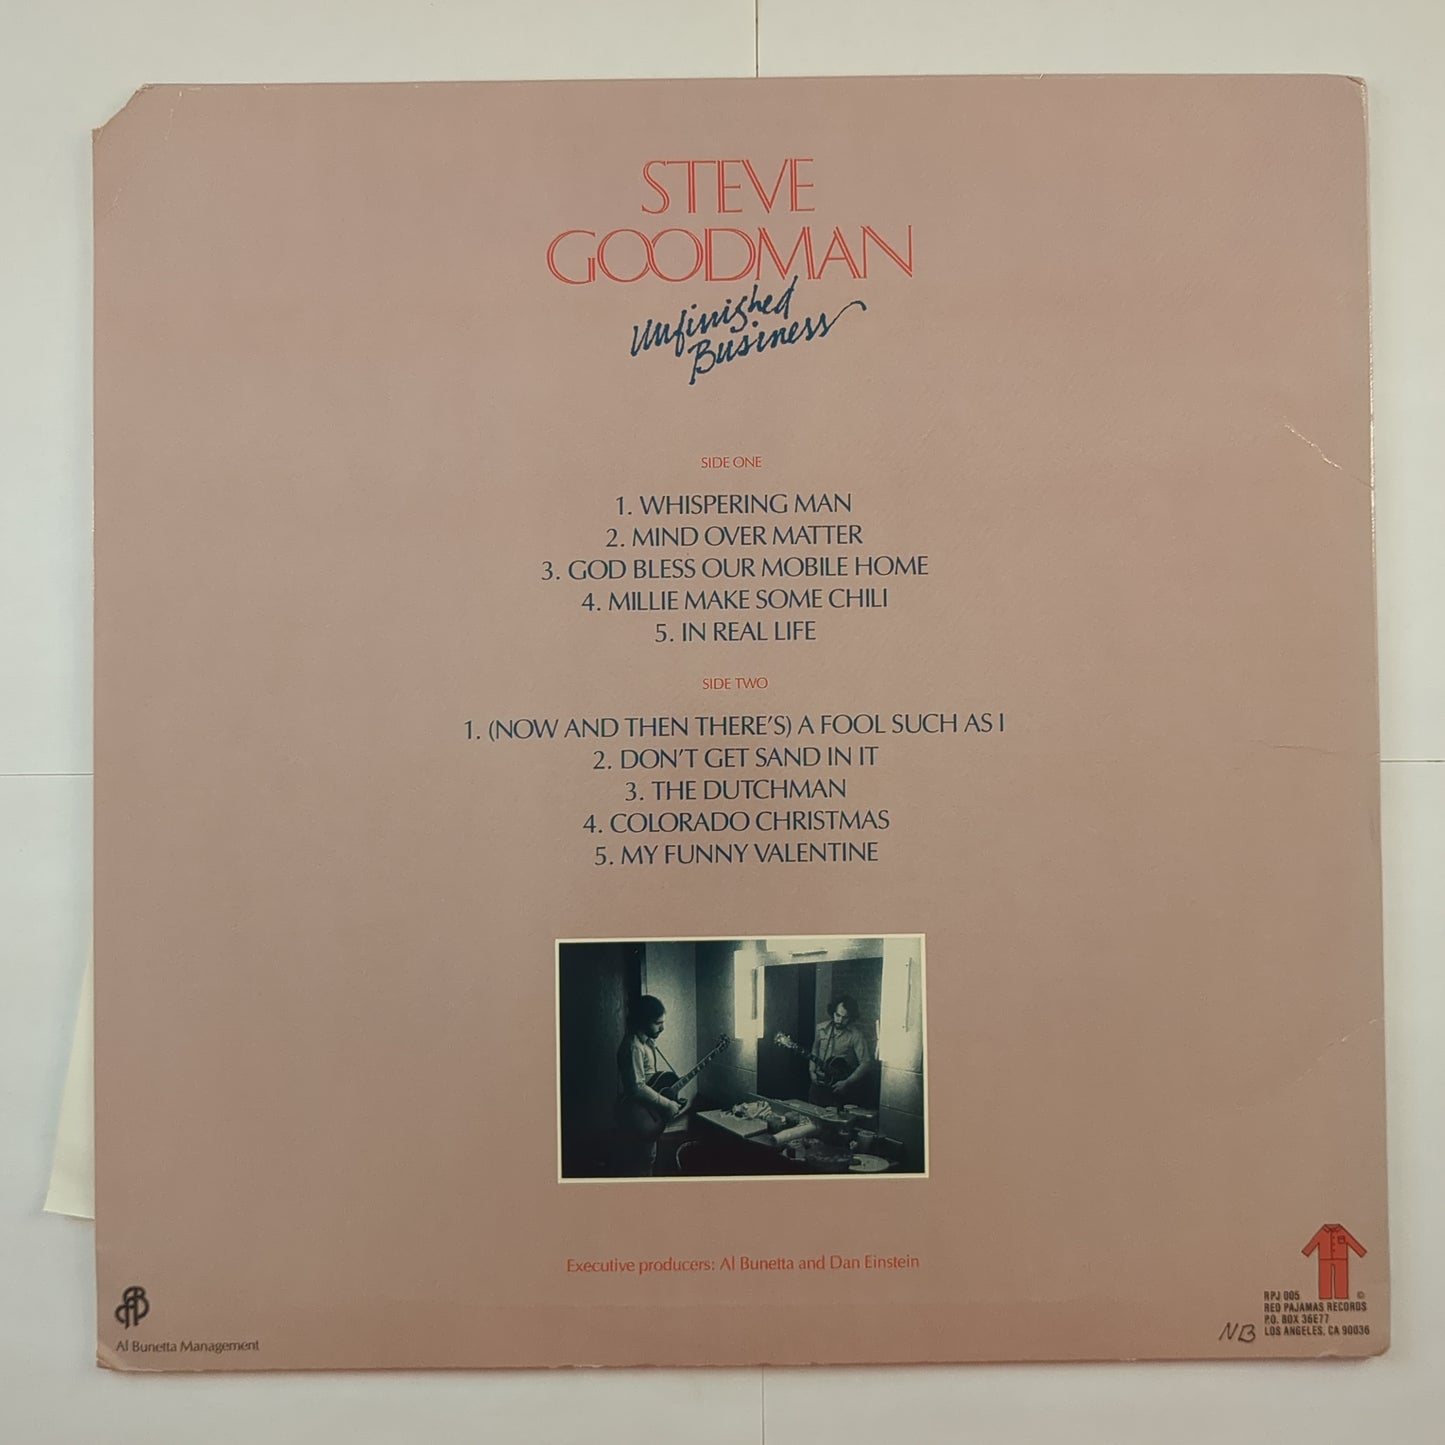 STEVE
GOODMAN
Unfinished
Business
SIDE ONE
1. WHISPERING MAN
2. MIND OVER MATTER
3. GOD BLESS OUR MOBILE HOME
4. MILLIE MAKE SOME CHILI
5. IN REAL LIFE
SIDE TWO
1. (NOW AND THEN THERE'S) A FOOL SUCH AS I
2. DON'T GET SAND IN IT
3. THE DUTCHMAN
4. COLORADO CHRISTMAS
5. MY FUNNY VALENTINE
Executive producers: Al Bunetta and Dan Einstein
Al Bunetta Management
RPJ 005 ©
RED PAJAMAS RECORDS
P.O. BOX 36E77
LOS ANGELES, CA 90036
NB